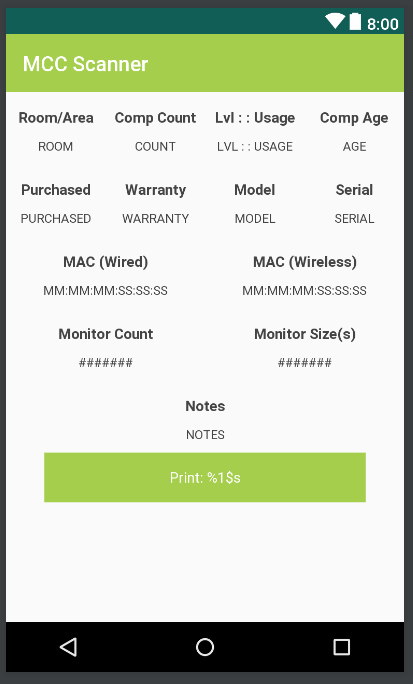 8:00
MCC Scanner
Room/Area Comp Count Lvl : : Usage Comp Age
ROOM COUNT LVL : : USAGE AGE
Purchased Warranty Model Serial
PURCHASED WARRANTY MODEL SERIAL
MAC (Wired) MAC (Wireless)
MM:MM:MM:SS:SS:SS MM:MM:MM:SS:SS:SS
Monitor Count Monitor Size(s)
####### #######
Notes
NOTES
Print: %1$s